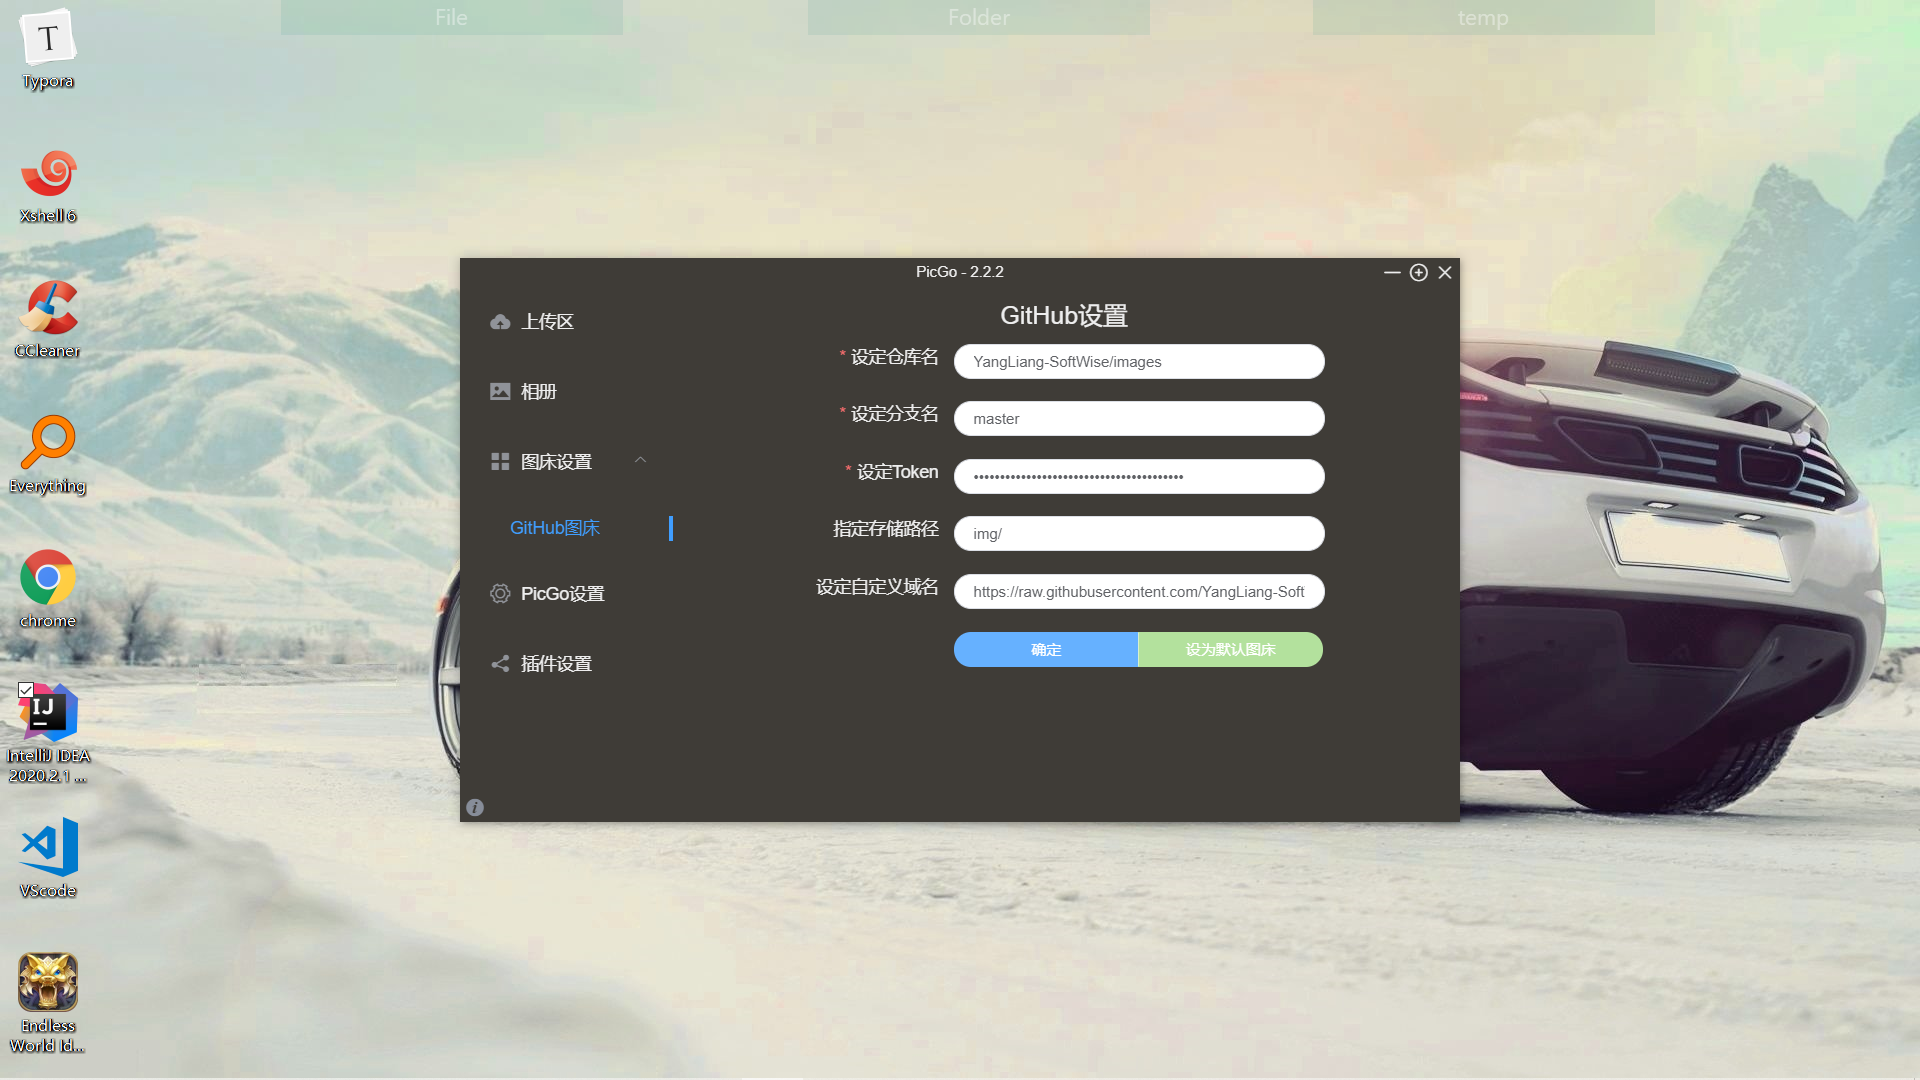 File
Folder
temp
Typora
Xshell 6
CCleaner
Everything
chrome
IJ
IntelliJ IDEA
2020.2.1 ...
VScode
Endless
World Id...
PicGo - 2.2.2
上传区
相册
图床设置
GitHub图床
PicGo设置
插件设置
GitHub设置
* 设定仓库名
YangLiang-SoftWise/images
* 设定分支名
master
* 设定Token
••••••••••••••••••••••••••••••••••••••••
指定存储路径
img/
设定自定义域名
https://raw.githubusercontent.com/YangLiang-Soft
确定
设为默认图床